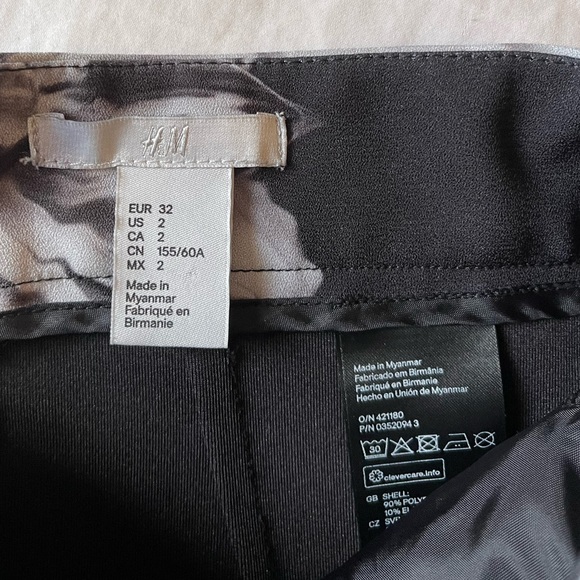 H&M
EUR 32
US 2
CA 2
CN 155/60A
MX 2
Made in
Myanmar
Fabriqué en
Birmanie
Made in Myanmar
Fabricado em Birmânia
Fabriqué en Birmanie
Hecho en Unión de Myanmar
O/N 421180
P/N 0352094 3
30
clevercare.info
GB SHELL:
90% POLY
10% EL
CZ